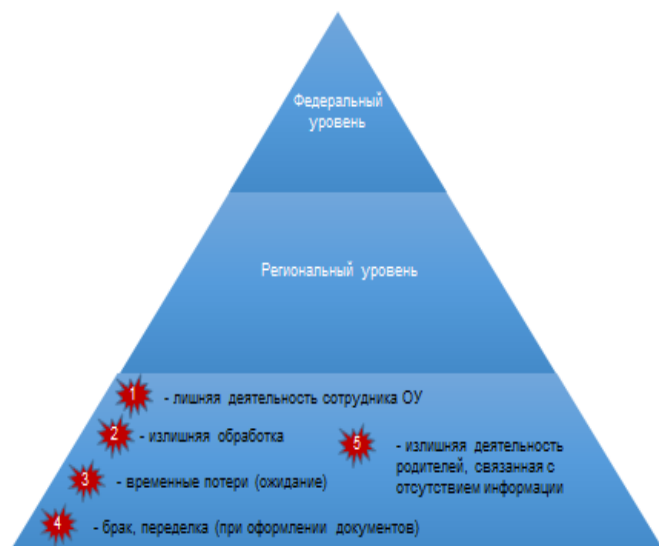 Федеральный
уровень
Региональный уровень
1 - лишняя деятельность сотрудника ОУ
2 - излишняя обработка
3 - временные потери (ожидание)
4 - брак, переделка (при оформлении документов)
5 - излишняя деятельность
родителей, связанная с
отсутствием информации